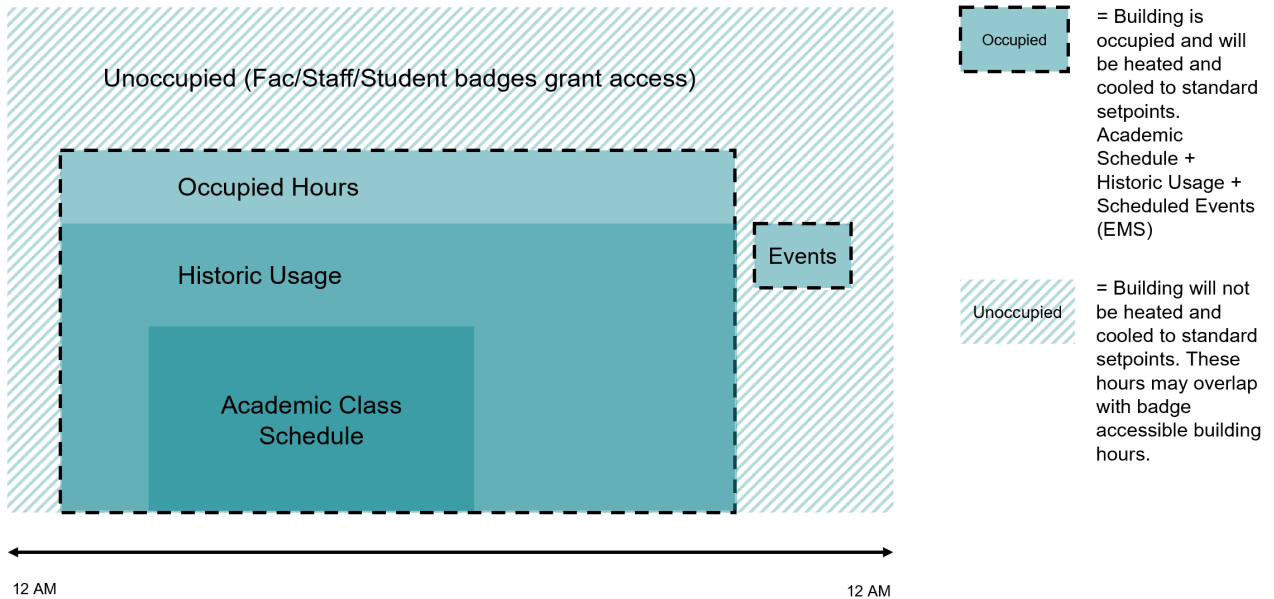 Unoccupied (Fac/Staff/Student badges grant access)
Occupied Hours
Historic Usage
Events
Academic Class
Schedule
12 AM
12 AM
Occupied
= Building is
occupied and will
be heated and
cooled to standard
setpoints.
Academic
Schedule +
Historic Usage +
Scheduled Events
(EMS)
Unoccupied
= Building will not
be heated and
cooled to standard
setpoints. These
hours may overlap
with badge
accessible building
hours.